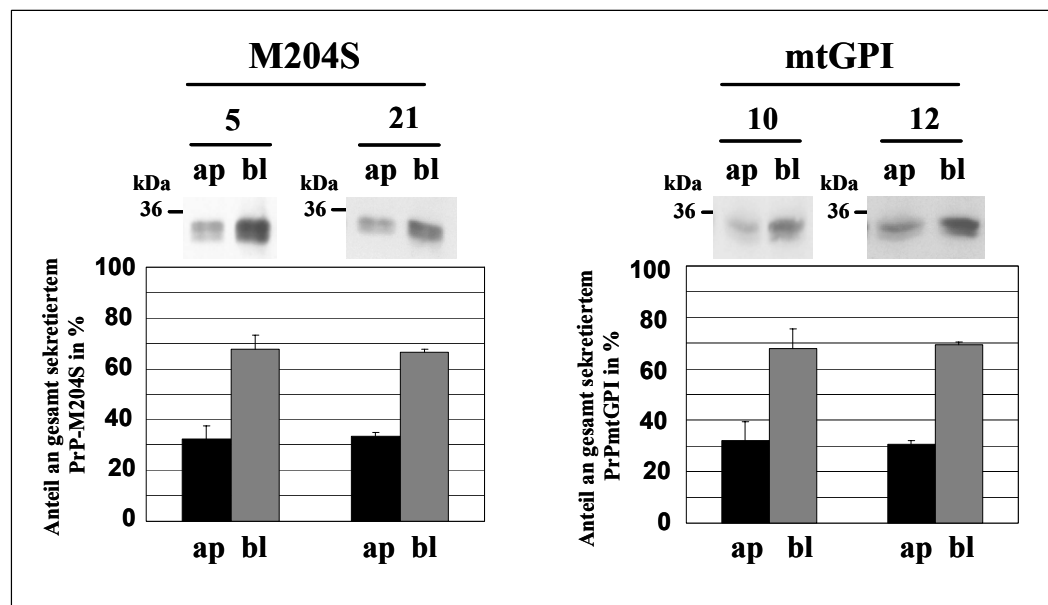 M204S
5 21
ap bl ap bl
kDa kDa
36 36
100
80
60
40
20
0
Anteil an gesamt sekretiertem
PrP-M204S in %
ap bl ap bl
mtGPI
10 12
ap bl ap bl
kDa kDa
36 36
100
80
60
40
20
0
Anteil an gesamt sekretiertem
PrPmtGPI in %
ap bl ap bl